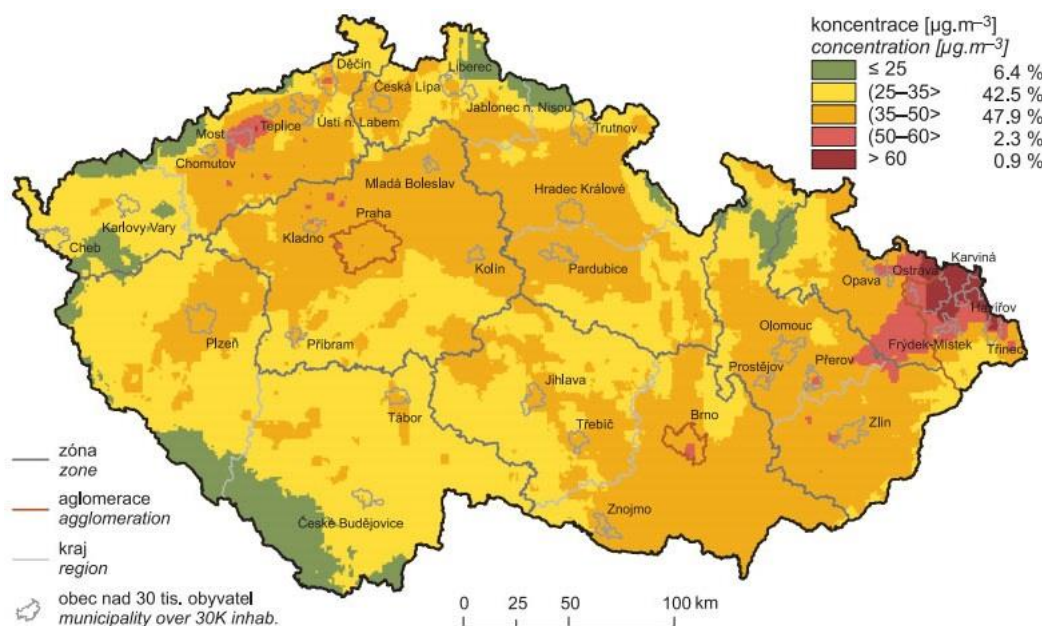 koncentrace [µg.m⁻³]
concentration [µg.m⁻³]
≤ 25 6.4 %
(25–35> 42.5 %
(35–50> 47.9 %
(50–60> 2.3 %
> 60 0.9 %
Děčín
Liberec
Česká Lípa
Jablonec n. Nisou
Teplice
Ústí n. Labem
Most
Trutnov
Chomutov
Mladá Boleslav
Hradec Králové
Karlovy Vary
Praha
Kladno
Cheb
Kolín
Pardubice
Karviná
Ostrava
Opava
Havířov
Plzeň
Příbram
Olomouc
Frýdek-Místek
Třinec
Prostějov
Přerov
Jihlava
Tábor
Brno
Třebíč
Zlín
Znojmo
České Budějovice
zóna
zone
aglomerace
agglomeration
kraj
region
obec nad 30 tis. obyvatel
municipality over 30K inhab.
0 25 50 100 km